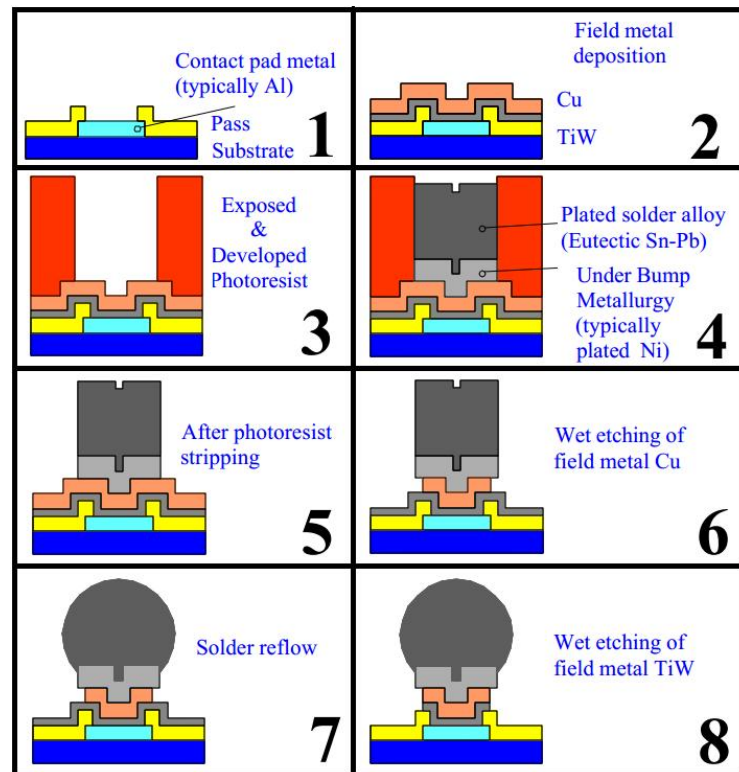 Contact pad metal
(typically Al)
Pass
Substrate
1
Field metal
deposition
Cu
TiW
2
Exposed
&
Developed
Photoresist
3
Plated solder alloy
(Eutectic Sn-Pb)
Under Bump
Metallurgy
(typically
plated Ni)
4
After photoresist
stripping
5
Wet etching of
field metal Cu
6
Solder reflow
7
Wet etching of
field metal TiW
8